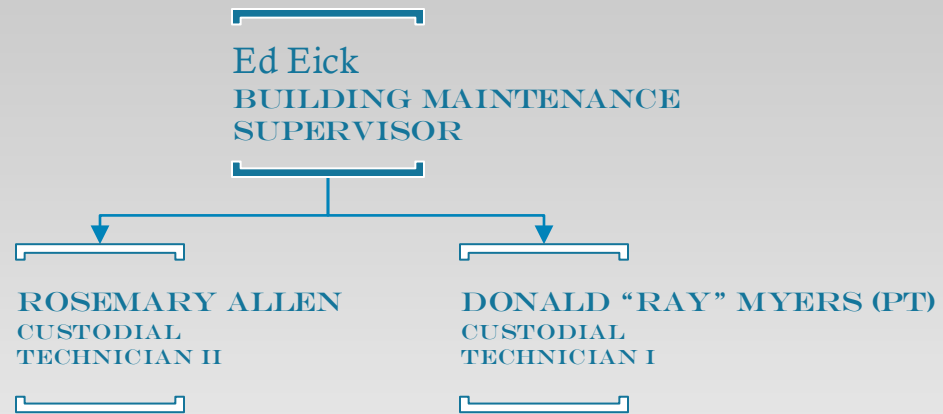 Ed Eick
BUILDING MAINTENANCE
SUPERVISOR
ROSEMARY ALLEN
CUSTODIAL
TECHNICIAN II
DONALD “RAY” MYERS (PT)
CUSTODIAL
TECHNICIAN I